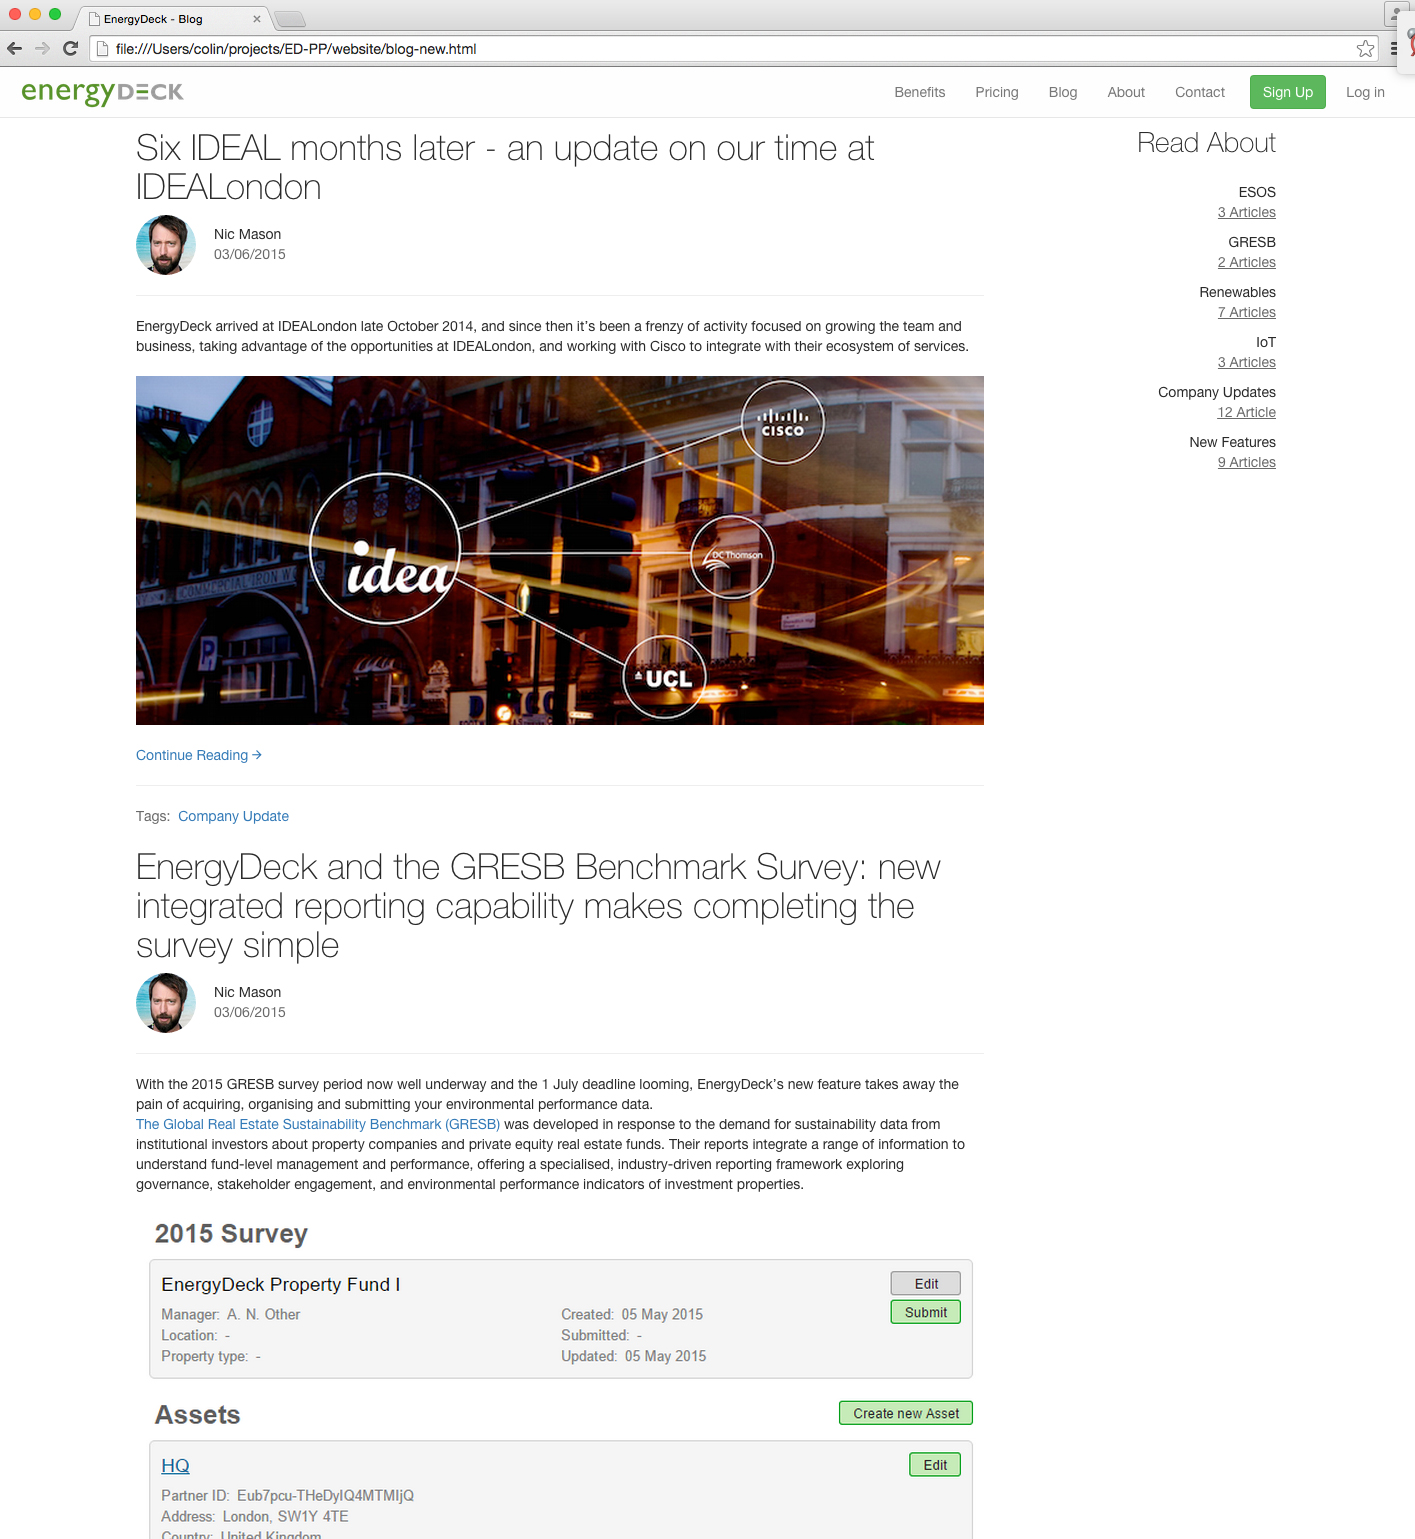 EnergyDeck - Blog
file:///Users/colin/projects/ED-PP/website/blog-new.html
energyDECK
Benefits Pricing Blog About Contact Sign Up Log in
Six IDEAL months later - an update on our time at
IDEALondon
Nic Mason
03/06/2015
EnergyDeck arrived at IDEALondon late October 2014, and since then it's been a frenzy of activity focused on growing the team and
business, taking advantage of the opportunities at IDEALondon, and working with Cisco to integrate with their ecosystem of services.
CISCO
idea
DC Thomson
UCL
COMMERCIAL IRON W
Continue Reading →
Tags: Company Update
EnergyDeck and the GRESB Benchmark Survey: new
integrated reporting capability makes completing the
survey simple
Nic Mason
03/06/2015
With the 2015 GRESB survey period now well underway and the 1 July deadline looming, EnergyDeck's new feature takes away the
pain of acquiring, organising and submitting your environmental performance data.
The Global Real Estate Sustainability Benchmark (GRESB) was developed in response to the demand for sustainability data from
institutional investors about property companies and private equity real estate funds. Their reports integrate a range of information to
understand fund-level management and performance, offering a specialised, industry-driven reporting framework exploring
governance, stakeholder engagement, and environmental performance indicators of investment properties.
2015 Survey
EnergyDeck Property Fund I
Edit
Submit
Manager: A. N. Other
Location: -
Property type: -
Created: 05 May 2015
Submitted: -
Updated: 05 May 2015
Assets
Create new Asset
HQ
Edit
Partner ID: Eub7pcu-THeDyIQ4MTMIjQ
Address: London, SW1Y 4TE
Country: United Kingdom
Read About
ESOS
3 Articles
GRESB
2 Articles
Renewables
7 Articles
IoT
3 Articles
Company Updates
12 Article
New Features
9 Articles